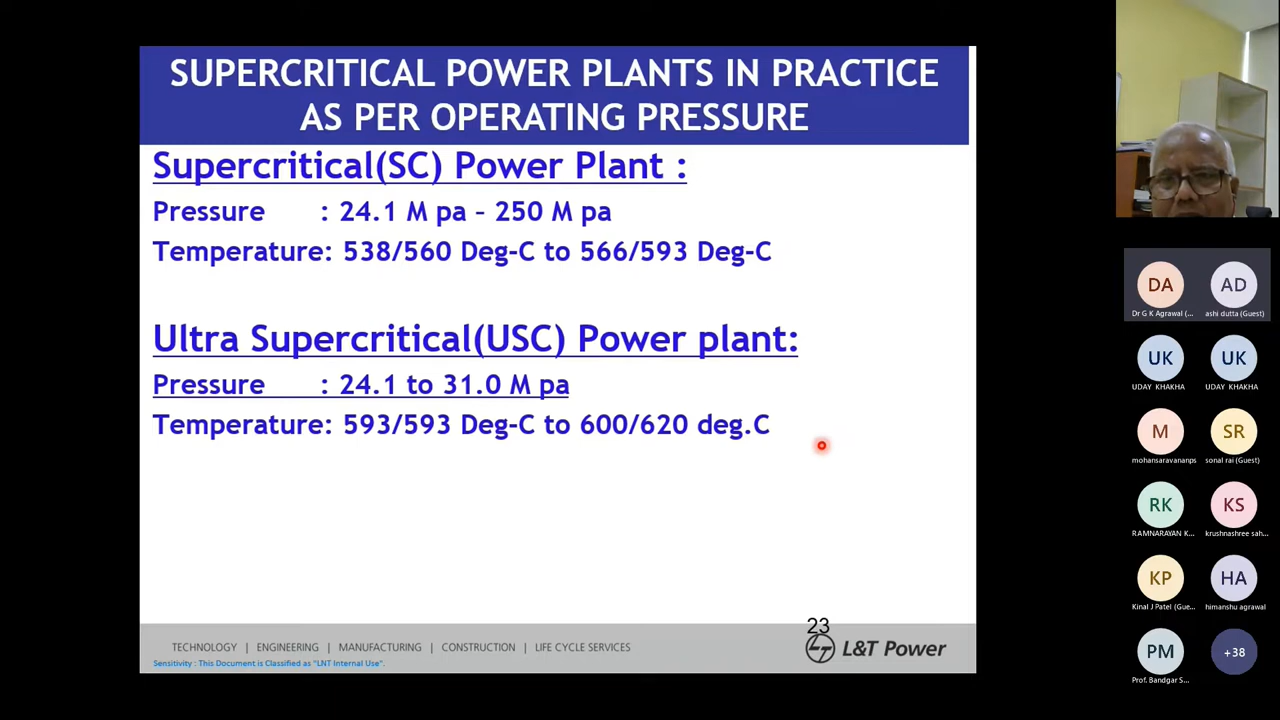 SUPERCRITICAL POWER PLANTS IN PRACTICE
AS PER OPERATING PRESSURE
Supercritical(SC) Power Plant :
Pressure : 24.1 M pa – 250 M pa
Temperature: 538/560 Deg-C to 566/593 Deg-C
Ultra Supercritical(USC) Power plant:
Pressure : 24.1 to 31.0 M pa
Temperature: 593/593 Deg-C to 600/620 deg.C
23
TECHNOLOGY | ENGINEERING | MANUFACTURING | CONSTRUCTION | LIFE CYCLE SERVICES
L&T Power
Sensitivity : This Document is Classified as "LNT Internal Use".
DA AD
Dr G K Agrawal (... ashi dutta (Guest)
UK UK
UDAY KHAKHA UDAY KHAKHA
M SR
mohansaravananps sonal rai (Guest)
RK KS
RAMNARAYAN K... krushnashree sah...
KP HA
Kinal J Patel (Gue... himanshu agrawal
PM +38
Prof. Bandgar S...